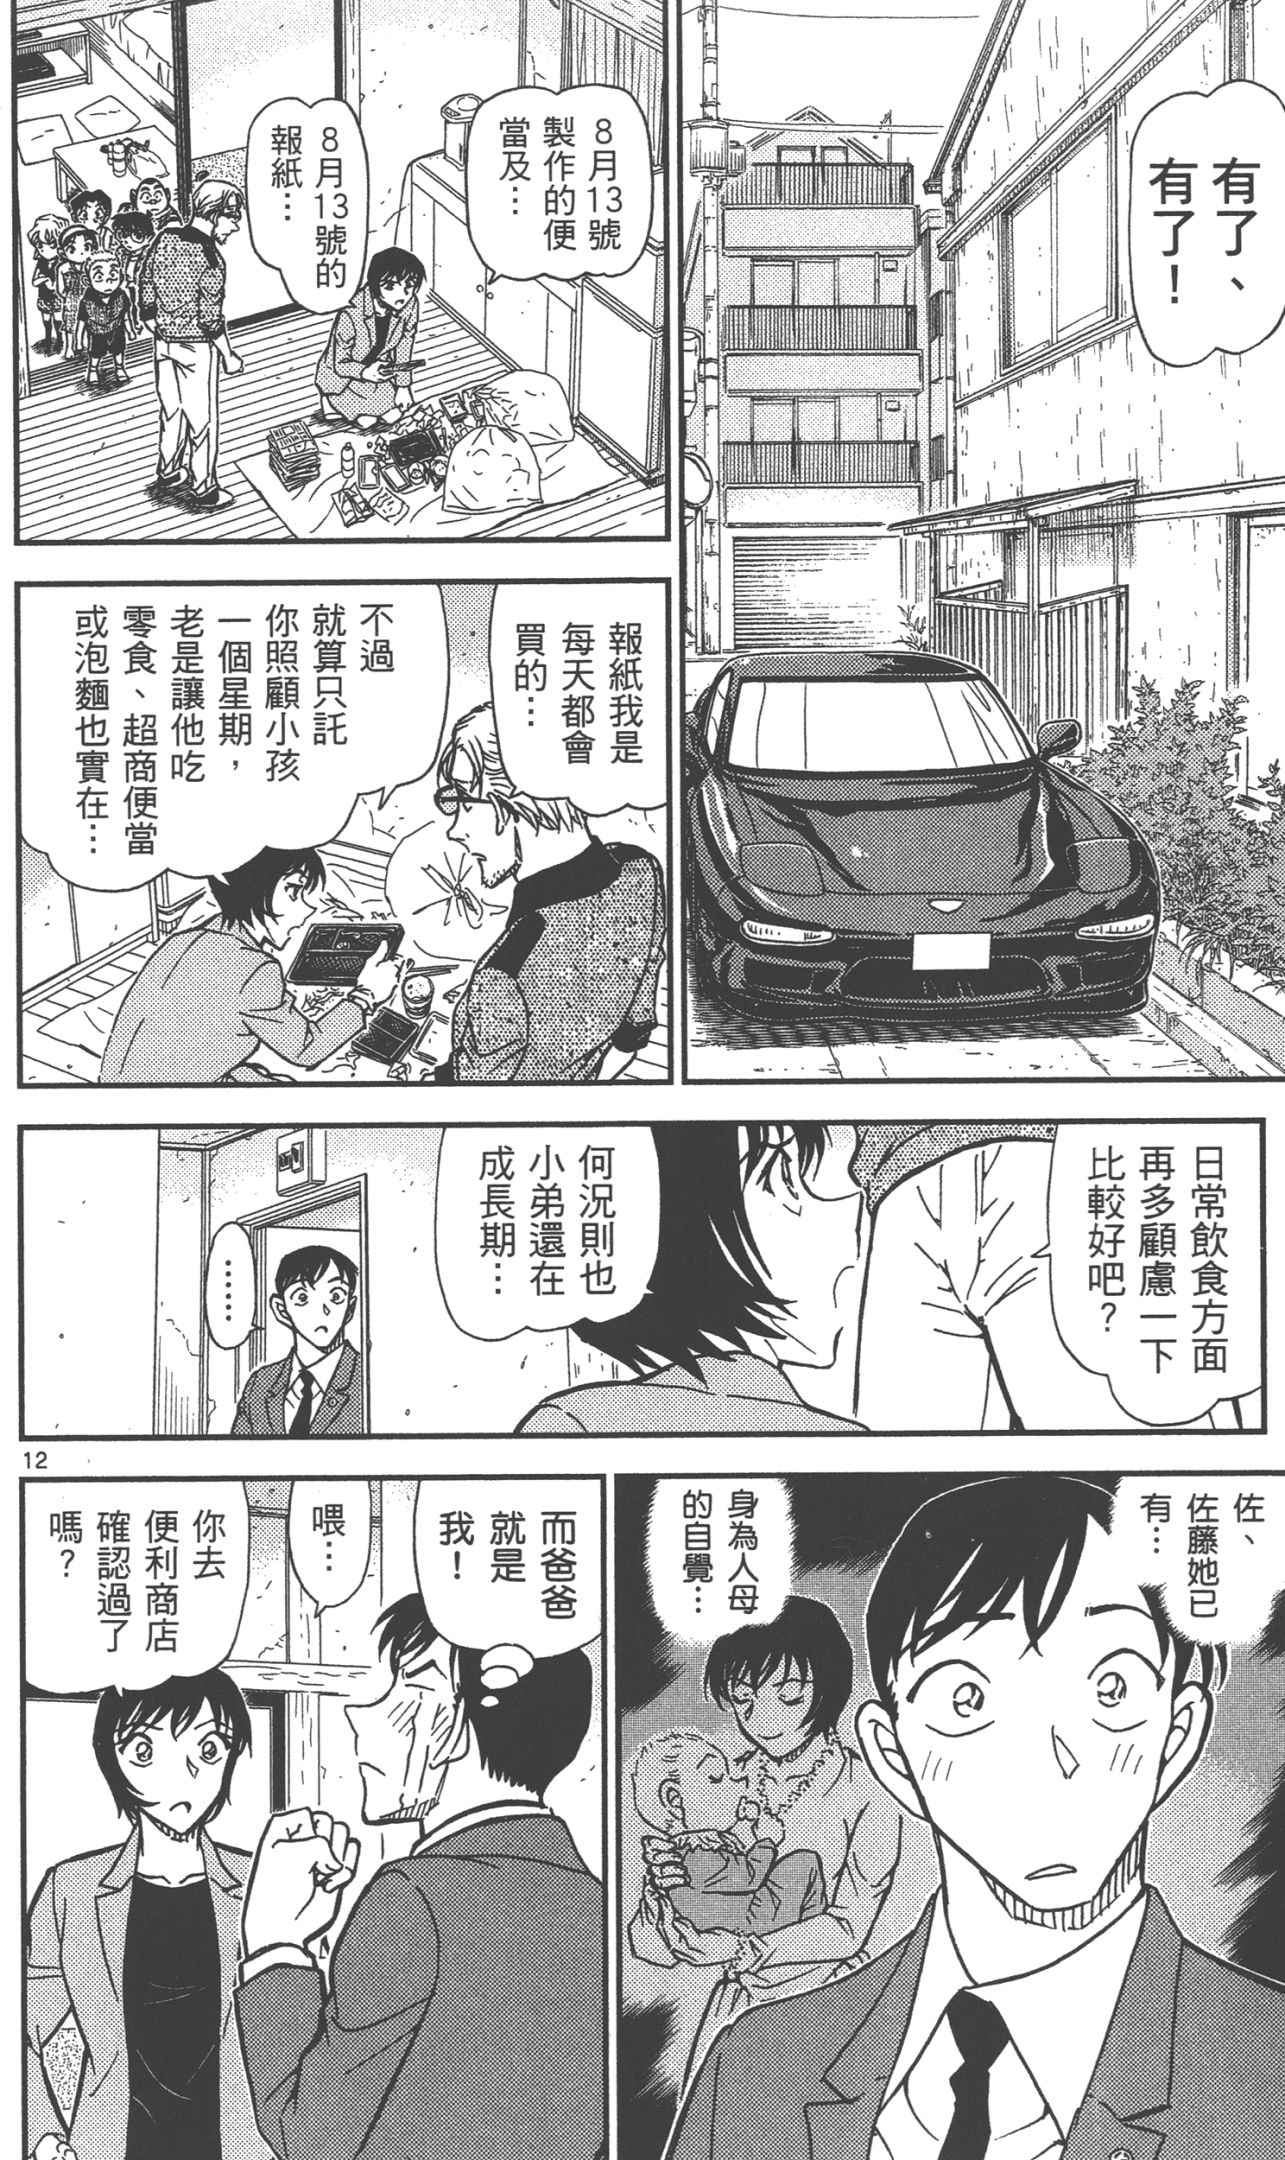 有了、
有了！
8月13號
製作的便
當及…
8月13號的
報紙…
報紙我是
每天都會
買的…
不過
就算只託
你照顧小孩
一個星期，
老是讓他吃
零食、超商便當
或泡麵也實在…
日常飲食方面
再多顧慮一下
比較好吧？
何況則也
小弟還在
成長期…
……
12
佐、
佐藤她已
有…
身為人母
的自覺…
而爸爸
就是
我！
喂…
你去
便利商店
確認過了
嗎？